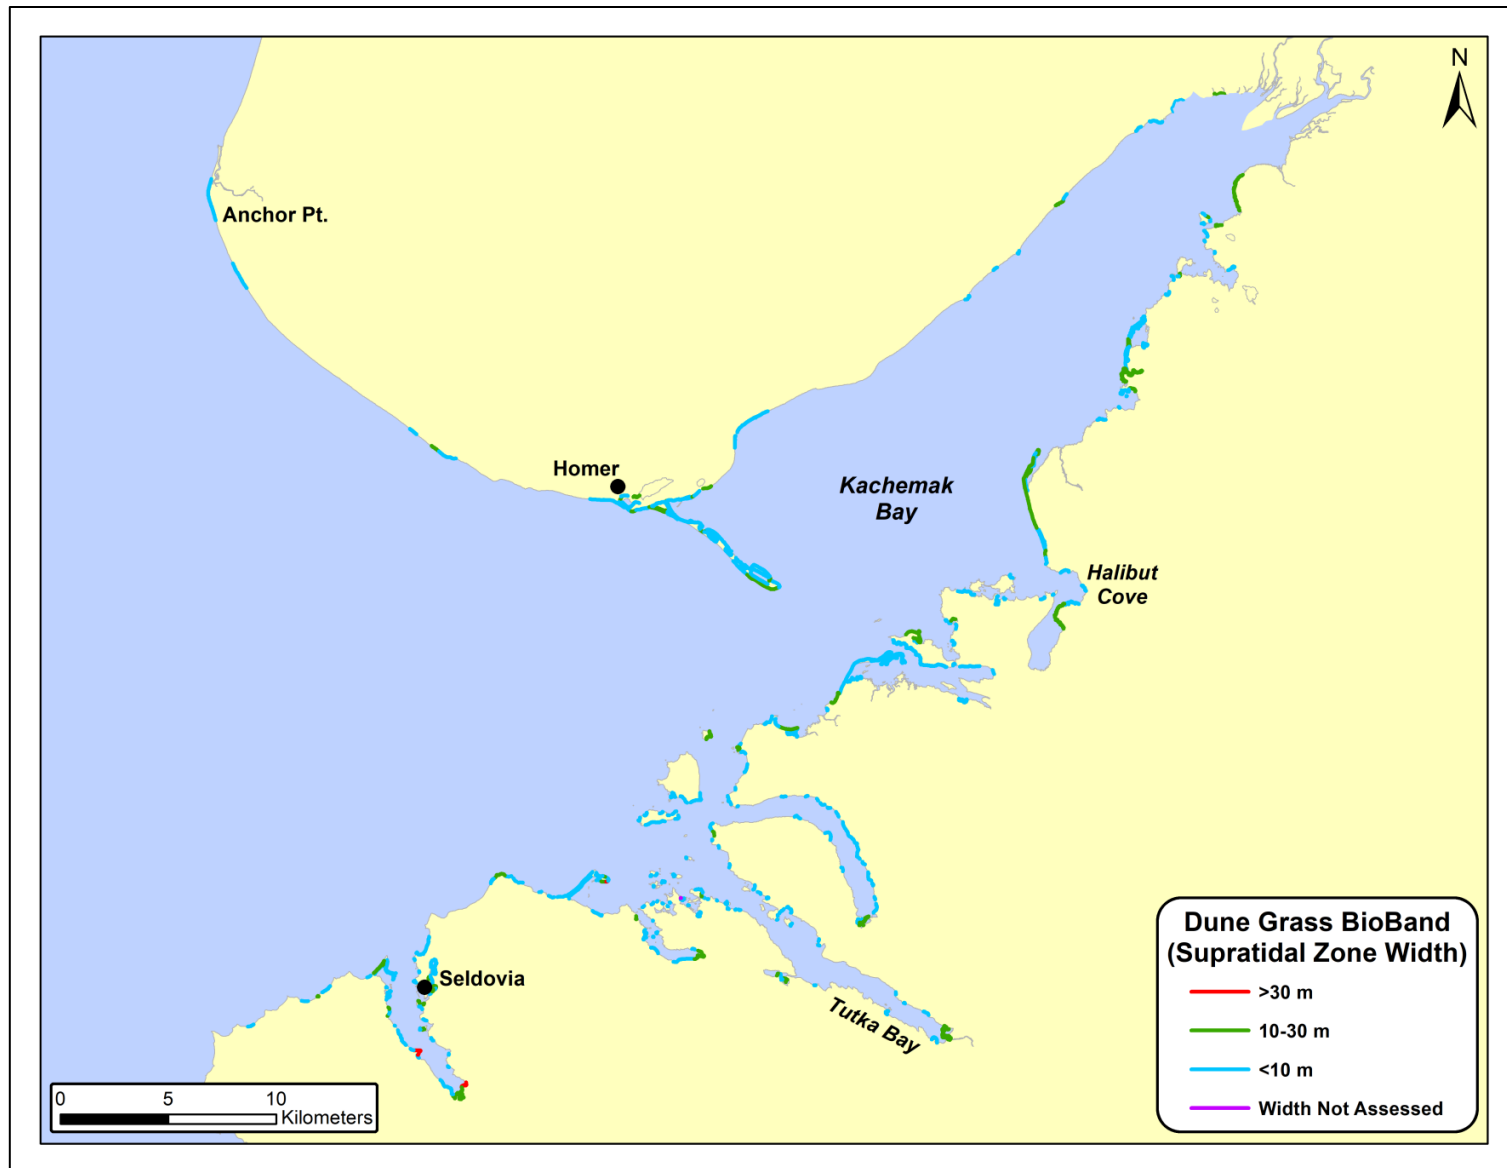 N
Anchor Pt.
Homer
Kachemak
Bay
Halibut
Cove
Seldovia
Tutka Bay
Dune Grass BioBand
(Supratidal Zone Width)
>30 m
10-30 m
<10 m
Width Not Assessed
0 5 10
Kilometers